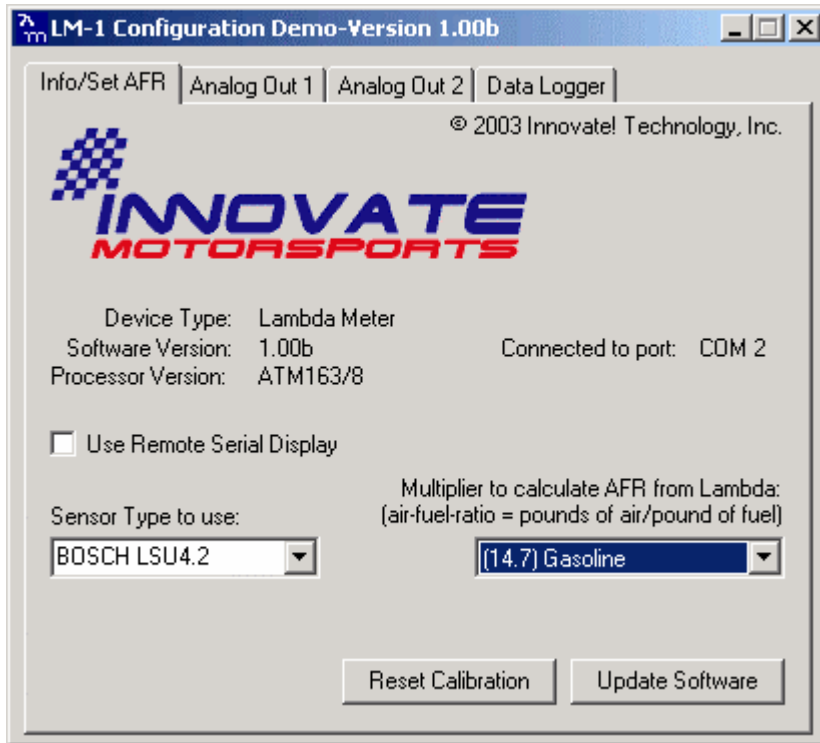 LM-1 Configuration Demo-Version 1.00b
Info/Set AFR Analog Out 1 Analog Out 2 Data Logger
© 2003 Innovate! Technology, Inc.
INNOVATE
MOTORSPORTS
Device Type: Lambda Meter
Software Version: 1.00b Connected to port: COM 2
Processor Version: ATM163/8
Use Remote Serial Display
Multiplier to calculate AFR from Lambda:
Sensor Type to use: (air-fuel-ratio = pounds of air/pound of fuel)
BOSCH LSU4.2 (14.7) Gasoline
Reset Calibration Update Software